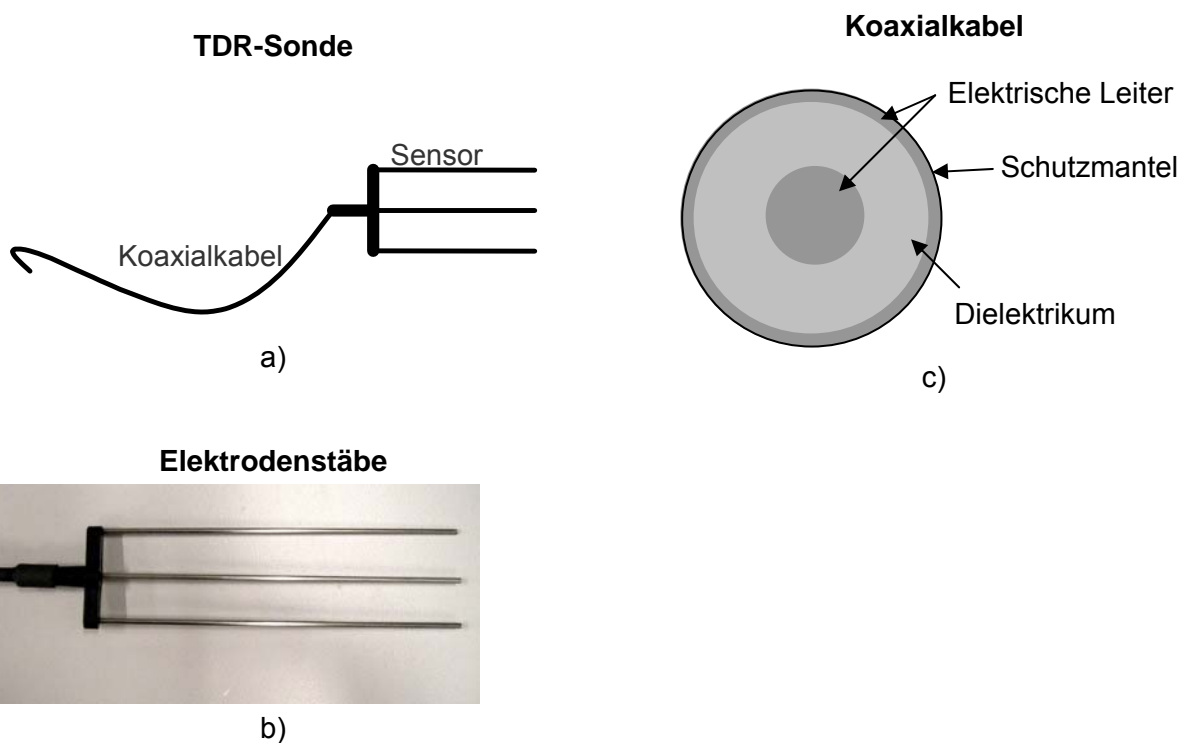 TDR-Sonde
Sensor
Koaxialkabel
a)
Elektrodenstäbe
b)
Koaxialkabel
Elektrische Leiter
Schutzmantel
Dielektrikum
c)